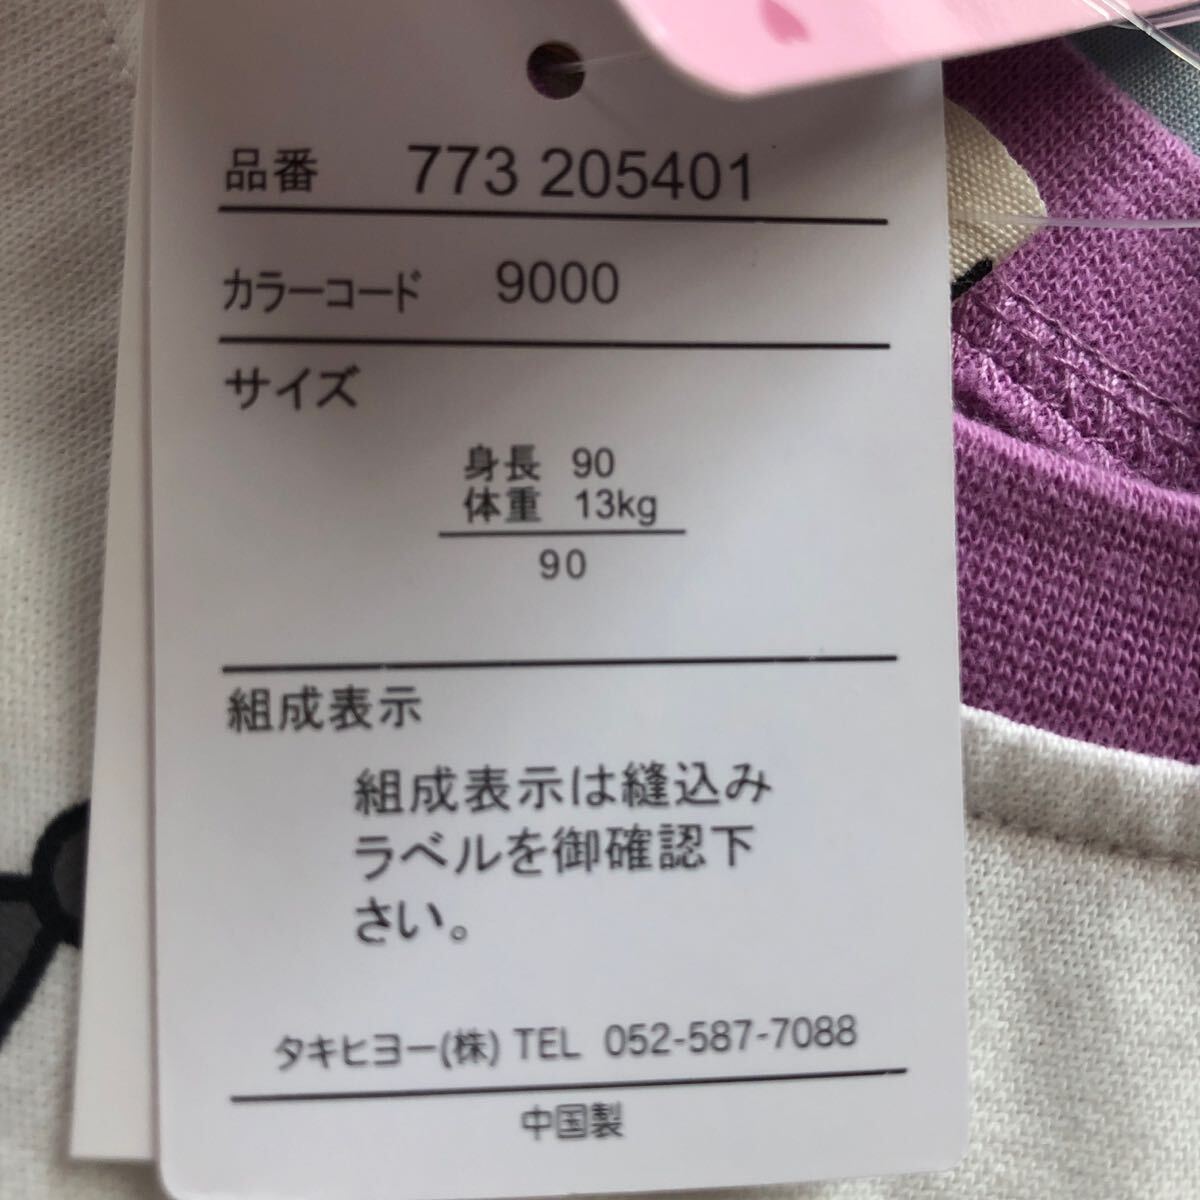 品番 773 205401
カラーコード 9000
サイズ
身長 90
体重 13kg
90
組成表示
組成表示は縫込み
ラベルを御確認下
さい。
タキヒヨー(株) TEL 052-587-7088
中国製